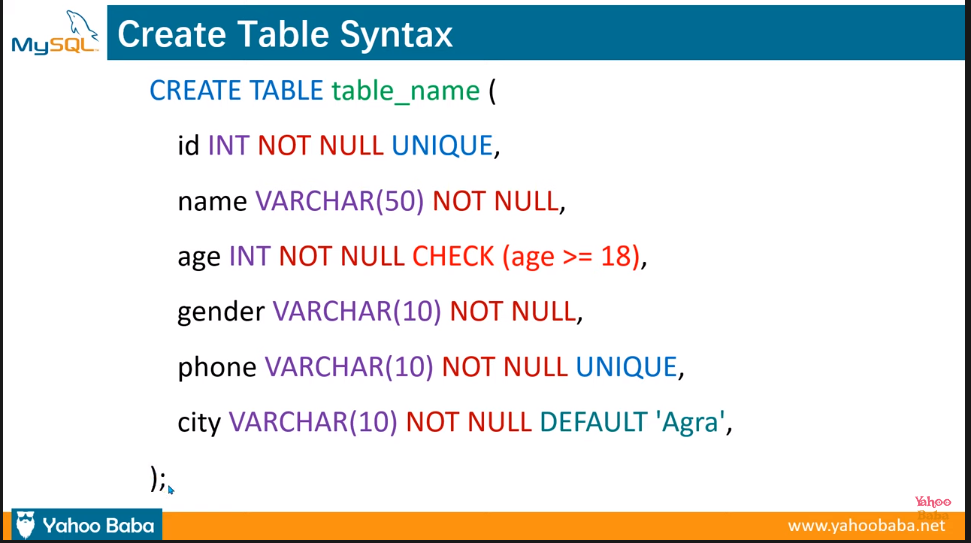 MySQL
Create Table Syntax
CREATE TABLE table_name (
id INT NOT NULL UNIQUE,
name VARCHAR(50) NOT NULL,
age INT NOT NULL CHECK (age >= 18),
gender VARCHAR(10) NOT NULL,
phone VARCHAR(10) NOT NULL UNIQUE,
city VARCHAR(10) NOT NULL DEFAULT 'Agra',
);
Yahoo
Baba
Yahoo Baba
www.yahoobaba.net